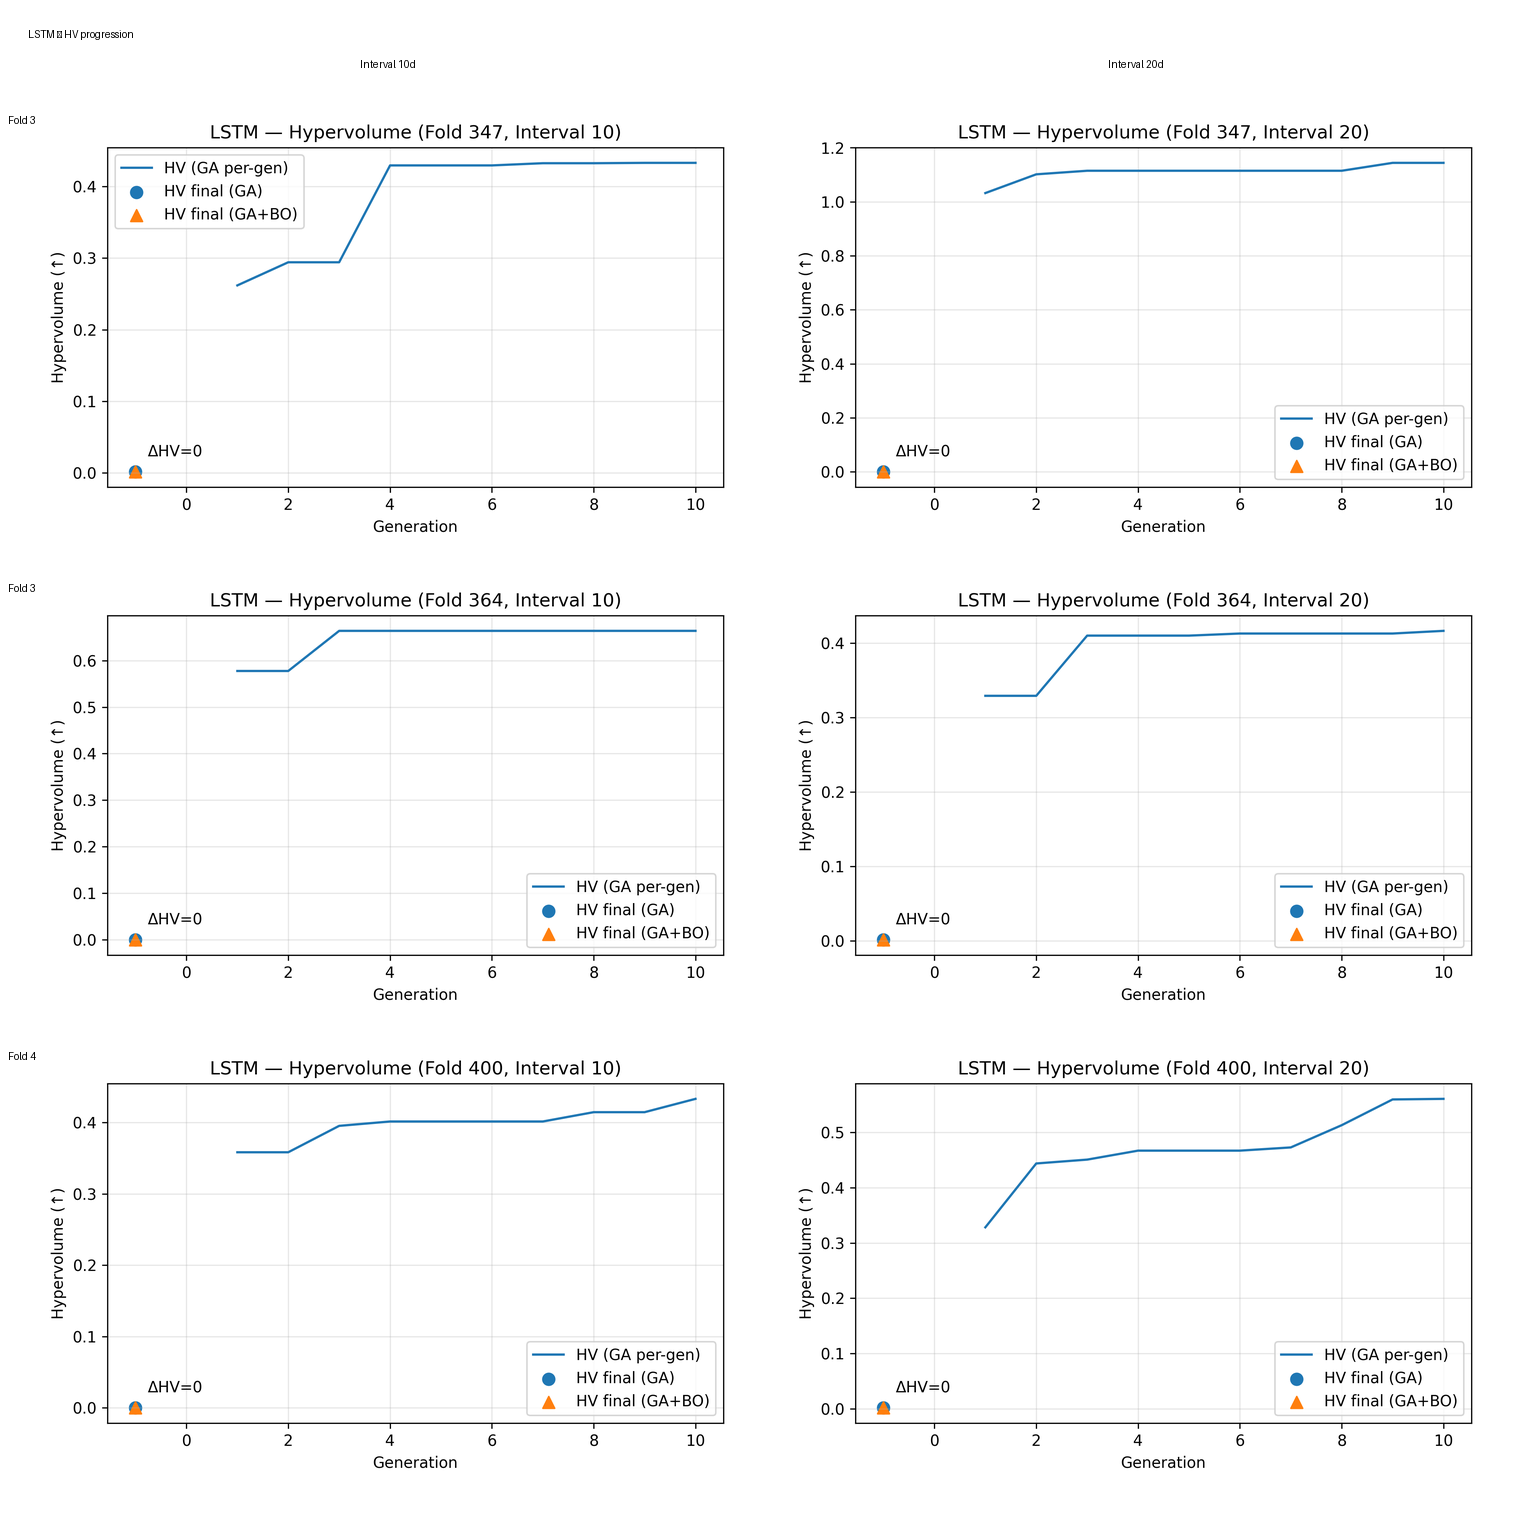 LSTM ▯ HV progression
Interval 10d
Interval 20d
Fold 3
LSTM — Hypervolume (Fold 347, Interval 10)
Hypervolume (↑)
0.4
0.3
0.2
0.1
0.0
HV (GA per-gen)
HV final (GA)
HV final (GA+BO)
ΔHV=0
0 2 4 6 8 10
Generation
LSTM — Hypervolume (Fold 347, Interval 20)
Hypervolume (↑)
1.2
1.0
0.8
0.6
0.4
0.2
0.0
HV (GA per-gen)
HV final (GA)
HV final (GA+BO)
ΔHV=0
0 2 4 6 8 10
Generation
Fold 3
LSTM — Hypervolume (Fold 364, Interval 10)
Hypervolume (↑)
0.6
0.5
0.4
0.3
0.2
0.1
0.0
ΔHV=0
HV (GA per-gen)
HV final (GA)
HV final (GA+BO)
0 2 4 6 8 10
Generation
LSTM — Hypervolume (Fold 364, Interval 20)
Hypervolume (↑)
0.4
0.3
0.2
0.1
0.0
ΔHV=0
HV (GA per-gen)
HV final (GA)
HV final (GA+BO)
0 2 4 6 8 10
Generation
Fold 4
LSTM — Hypervolume (Fold 400, Interval 10)
Hypervolume (↑)
0.4
0.3
0.2
0.1
0.0
ΔHV=0
HV (GA per-gen)
HV final (GA)
HV final (GA+BO)
0 2 4 6 8 10
Generation
LSTM — Hypervolume (Fold 400, Interval 20)
Hypervolume (↑)
0.5
0.4
0.3
0.2
0.1
0.0
ΔHV=0
HV (GA per-gen)
HV final (GA)
HV final (GA+BO)
0 2 4 6 8 10
Generation